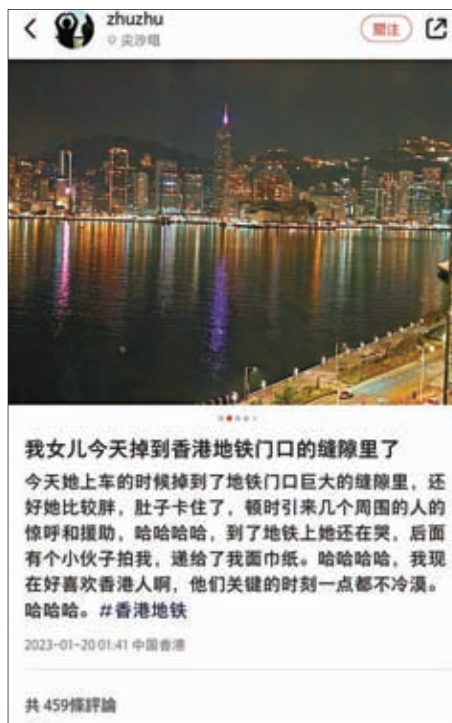 zhuzhu
尖沙咀
關注
我女儿今天掉到香港地铁门口的缝隙里了
今天她上车的时候掉到了地铁门口巨大的缝隙里，还
好她比较胖，肚子卡住了，顿时引来几个周围的人的
惊呼和援助，哈哈哈哈，到了地铁上她还在哭，后面
有个小伙子拍我，递给了我面巾纸。哈哈哈哈，我现
在好喜欢香港人啊，他们关键的时刻一点都不冷漠。
哈哈哈。#香港地铁
2023-01-20 01:41 中国香港
共 459條評論